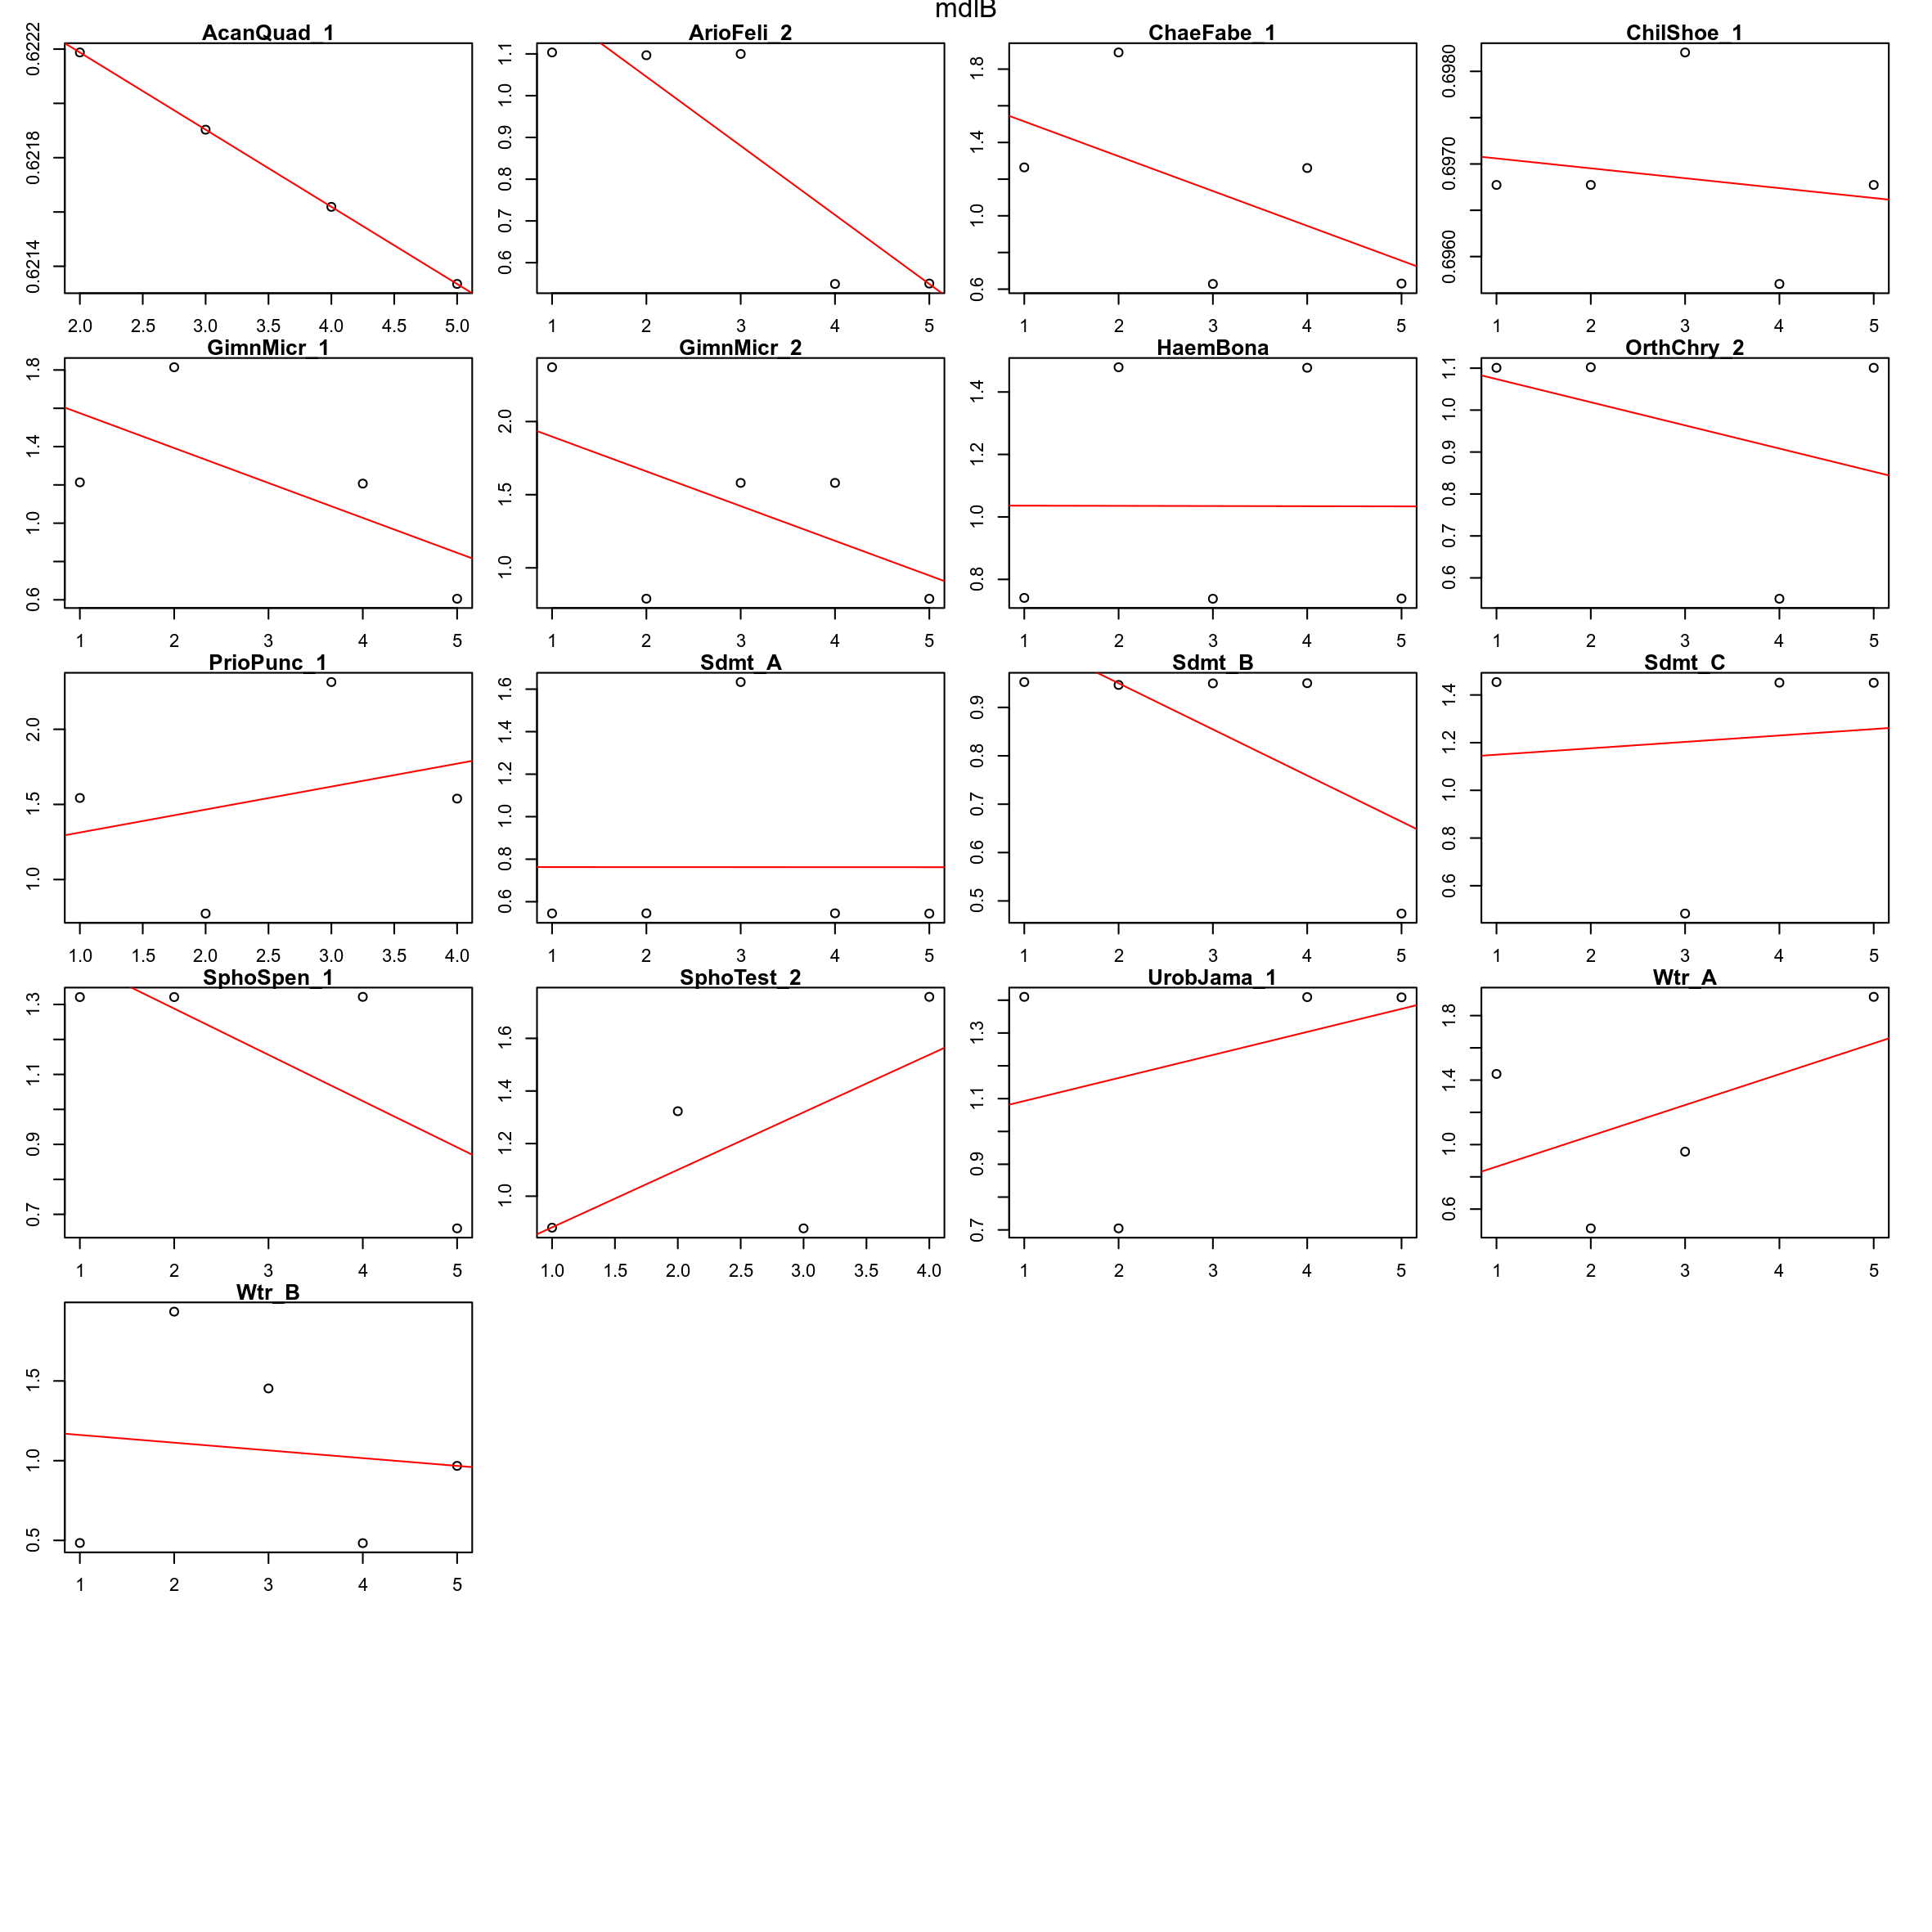 mdlB
AcanQuad_1 ArioFeli_2 ChaeFabe_1 ChilShoe_1
0.6214 0.6218 0.6222
2.0 2.5 3.0 3.5 4.0 4.5 5.0
0.6 0.7 0.8 0.9 1.0 1.1
1 2 3 4 5
0.6 1.0 1.4 1.8
1 2 3 4 5
0.6960 0.6970 0.6980
1 2 3 4 5
GimnMicr_1 GimnMicr_2 HaemBona OrthChry_2
0.6 1.0 1.4 1.8
1 2 3 4 5
1.0 1.5 2.0
1 2 3 4 5
0.8 1.0 1.2 1.4
1 2 3 4 5
0.6 0.7 0.8 0.9 1.0 1.1
1 2 3 4 5
PrioPunc_1 Sdmt_A Sdmt_B Sdmt_C
1.0 1.5 2.0
1.0 1.5 2.0 2.5 3.0 3.5 4.0
0.6 0.8 1.0 1.2 1.4 1.6
1 2 3 4 5
0.5 0.6 0.7 0.8 0.9
1 2 3 4 5
0.6 0.8 1.0 1.2 1.4
1 2 3 4 5
SphoSpen_1 SphoTest_2 UrobJama_1 Wtr_A
0.7 0.9 1.1 1.3
1 2 3 4 5
1.0 1.2 1.4 1.6
1.0 1.5 2.0 2.5 3.0 3.5 4.0
0.7 0.9 1.1 1.3
1 2 3 4 5
0.6 1.0 1.4 1.8
1 2 3 4 5
Wtr_B
0.5 1.0 1.5
1 2 3 4 5